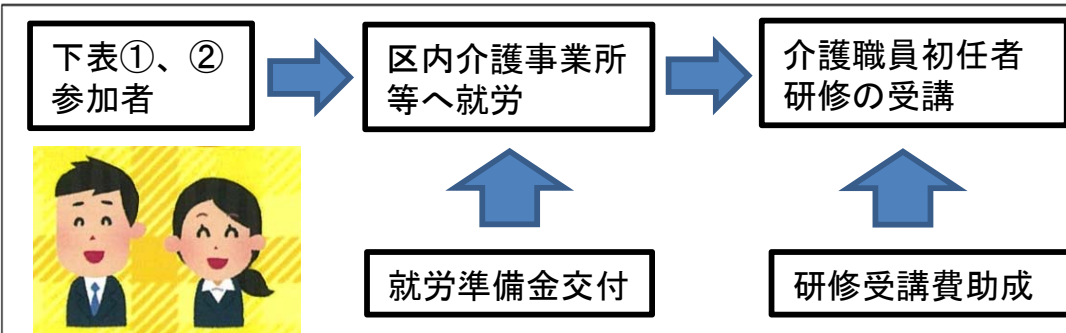 下表①、②
参加者
区内介護事業所
等へ就労
介護職員初任者
研修の受講
就労準備金交付
研修受講費助成